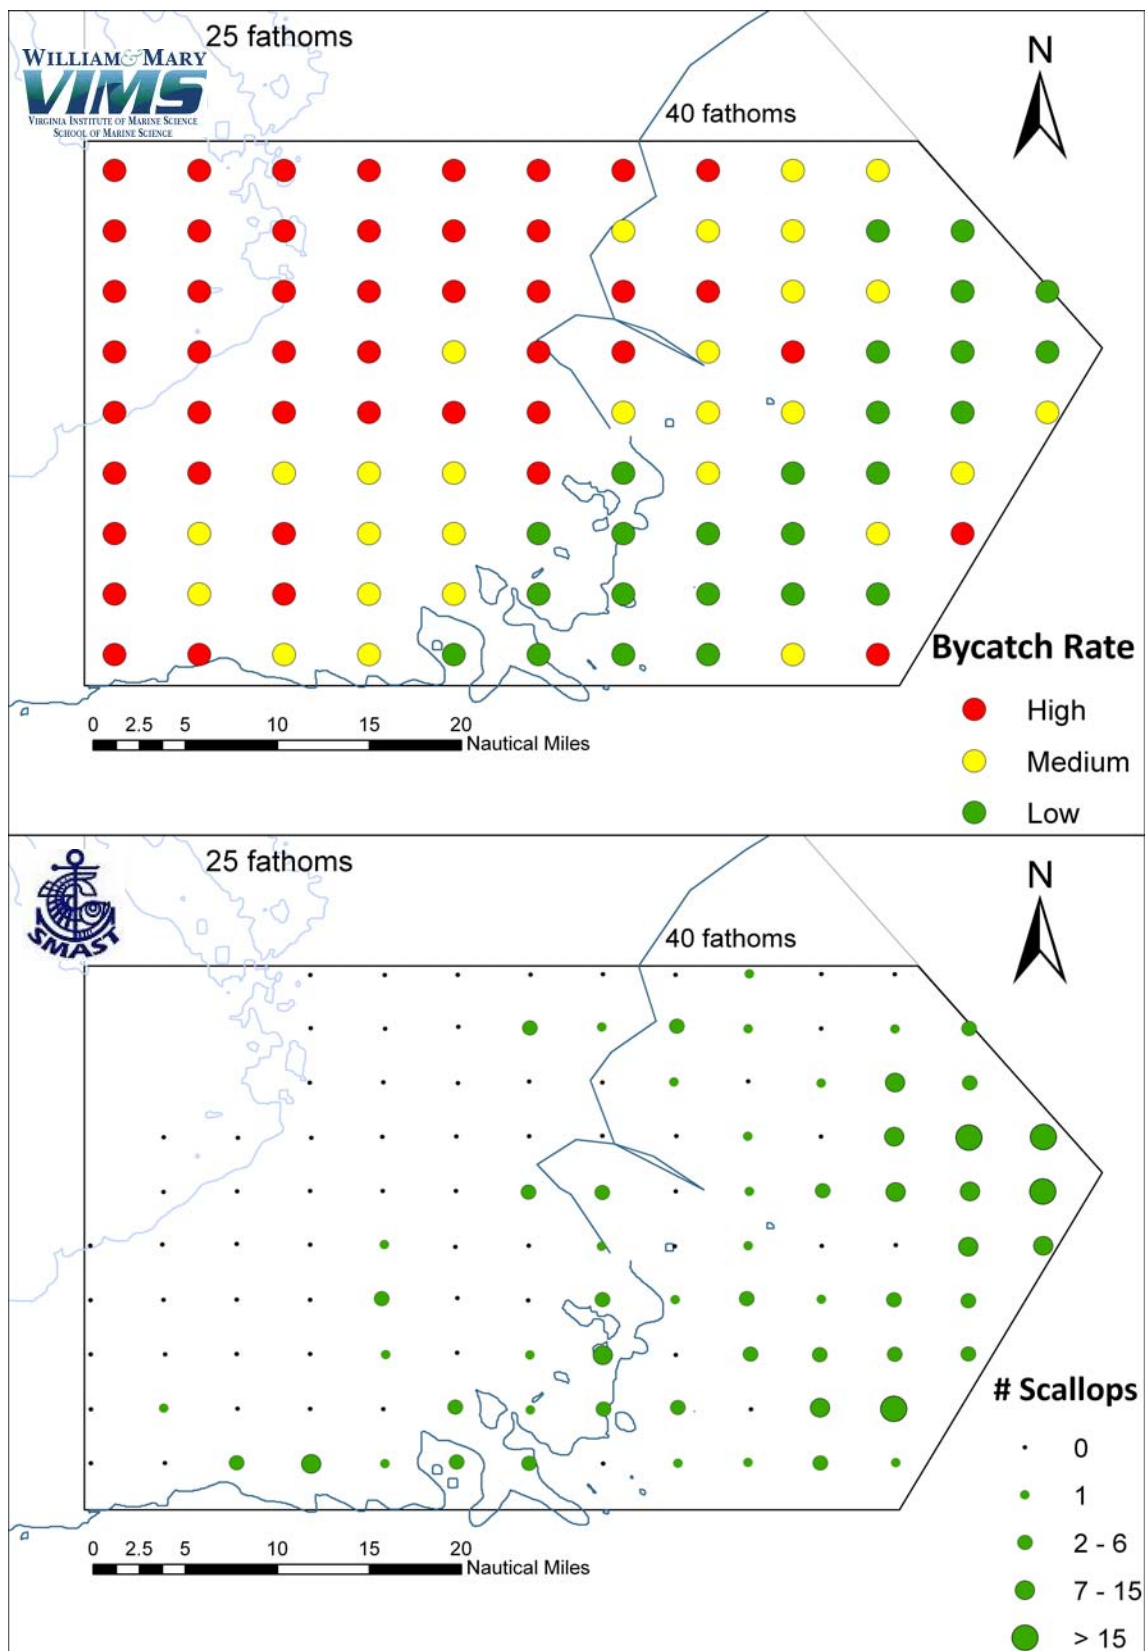 25 fathoms
WILLIAM & MARY
VIMS
VIRGINIA INSTITUTE OF MARINE SCIENCE
SCHOOL OF MARINE SCIENCE
N
40 fathoms
Bycatch Rate
High
Medium
Low
0 2.5 5 10 15 20
Nautical Miles
25 fathoms
SMAST
N
40 fathoms
# Scallops
0
1
2 - 6
7 - 15
> 15
0 2.5 5 10 15 20
Nautical Miles